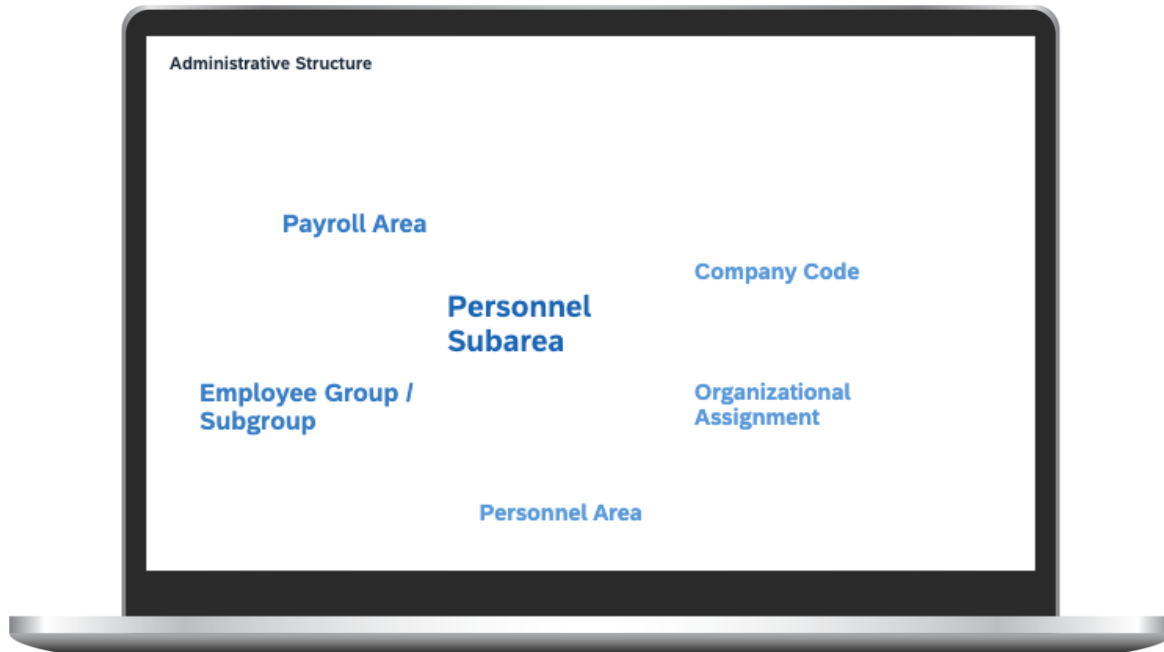 Administrative Structure
Payroll Area
Company Code
Personnel
Subarea
Employee Group /
Subgroup
Organizational
Assignment
Personnel Area